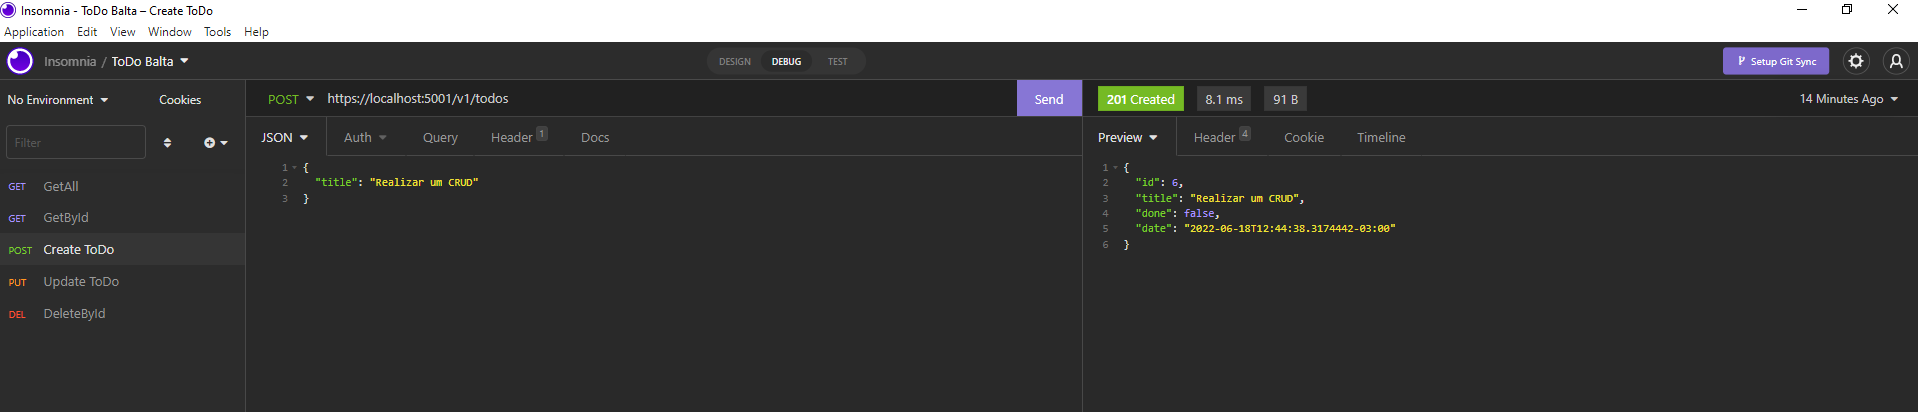 Insomnia - ToDo Balta – Create ToDo
Application Edit View Window Tools Help
Insomnia / ToDo Balta
DESIGN DEBUG TEST
Setup Git Sync
No Environment Cookies
POST https://localhost:5001/v1/todos Send
201 Created 8.1 ms 91 B 14 Minutes Ago
Filter
JSON Auth Query Header 1 Docs
Preview Header 4 Cookie Timeline
GET GetAll
GET GetById
POST Create ToDo
PUT Update ToDo
DEL DeleteById
1 {
2 "title": "Realizar um CRUD"
3 }
1 {
2 "id": 6,
3 "title": "Realizar um CRUD",
4 "done": false,
5 "date": "2022-06-18T12:44:38.3174442-03:00"
6 }